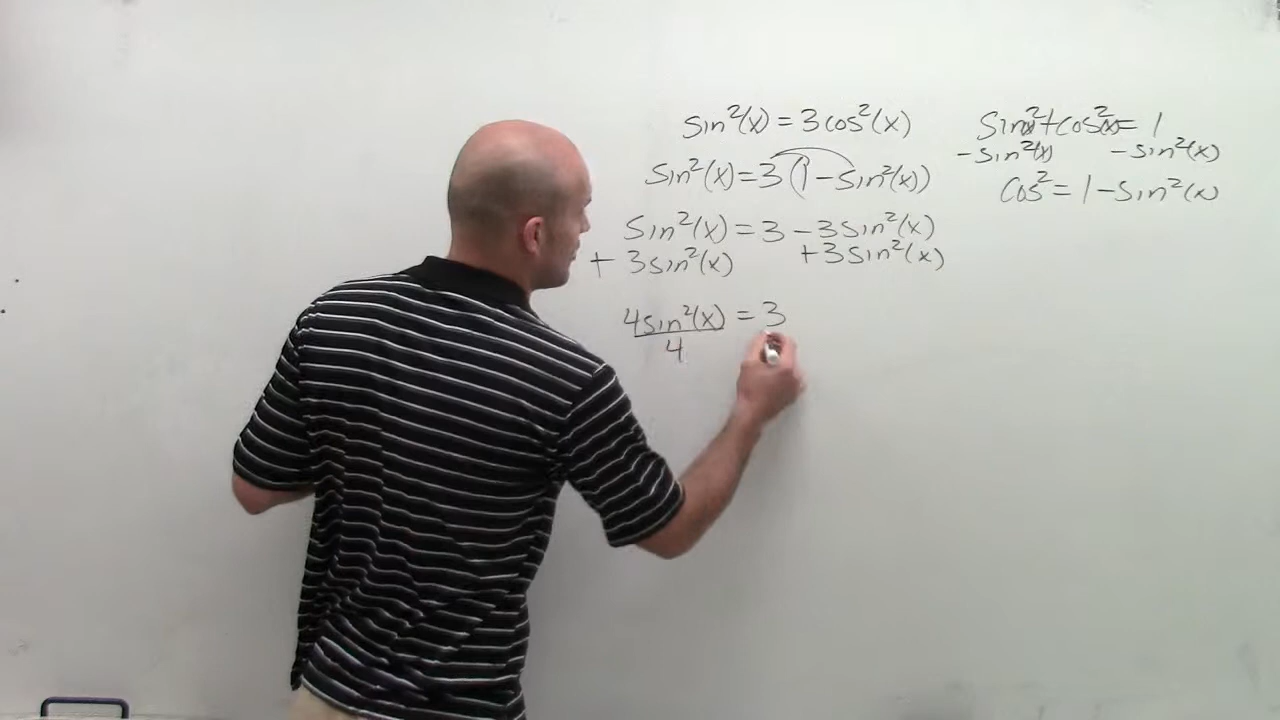 sin²(x) = 3cos²(x)
sin²(x) = 3(1 - sin²(x))
sin²(x) = 3 - 3sin²(x)
+ 3sin²(x) +3sin²(x)
4sin²(x) = 3
4
sin²(x)+cos²(x) = 1
-sin²(x) -sin²(x)
cos² = 1 - sin²(x)